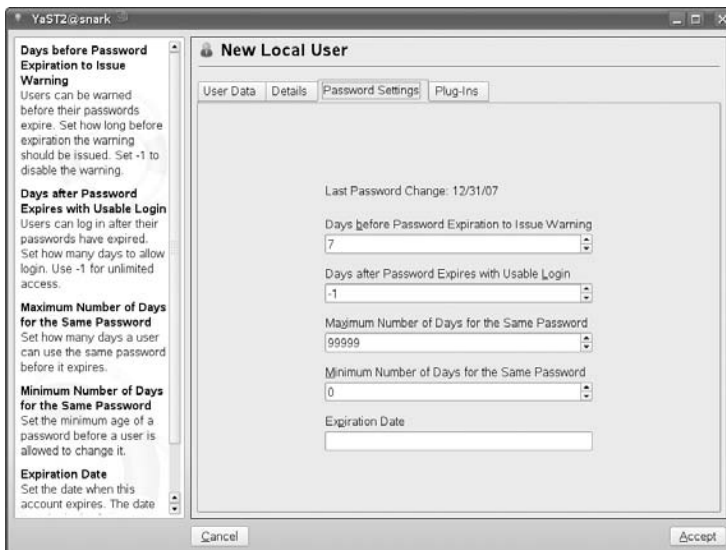 YaST2@snark
Days before Password
Expiration to Issue
Warning
Users can be warned
before their passwords
expire. Set how long before
expiration the warning
should be issued. Set -1 to
disable the warning.
Days after Password
Expires with Usable Login
Users can log in after their
passwords have expired.
Set how many days to allow
login. Use -1 for unlimited
access.
Maximum Number of Days
for the Same Password
Set how many days a user
can use the same password
before it expires.
Minimum Number of Days
for the Same Password
Set the minimum age of a
password before a user is
allowed to change it.
Expiration Date
Set the date when this
account expires. The date
New Local User
User Data Details Password Settings Plug-Ins
Last Password Change: 12/31/07
Days before Password Expiration to Issue Warning
7
Days after Password Expires with Usable Login
-1
Maximum Number of Days for the Same Password
99999
Minimum Number of Days for the Same Password
0
Expiration Date
Cancel Accept